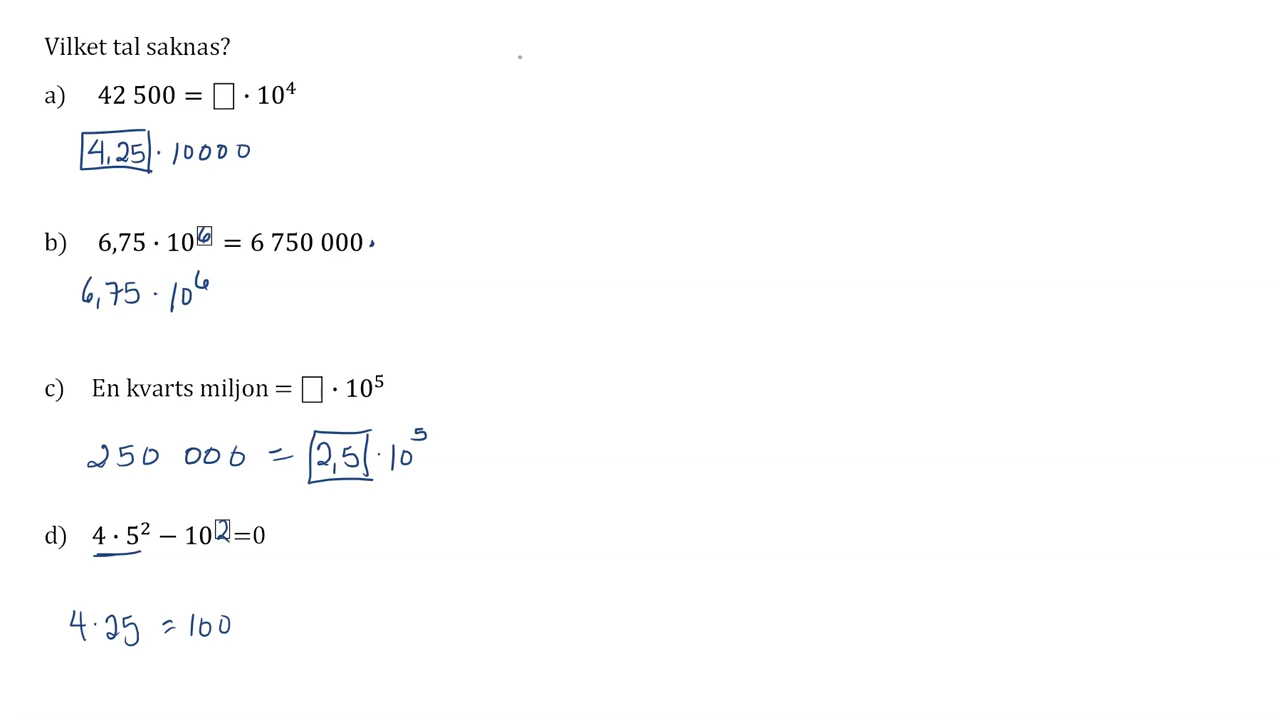 Vilket tal saknas?
a) 42 500 = □ · 10⁴
4,25 · 10000
b) 6,75 · 10⁶ = 6 750 000
6,75 · 10⁶
c) En kvarts miljon = □ · 10⁵
250 000 = 2,5 · 10⁵
d) 4 · 5² − 10² =0
4 · 25 = 100